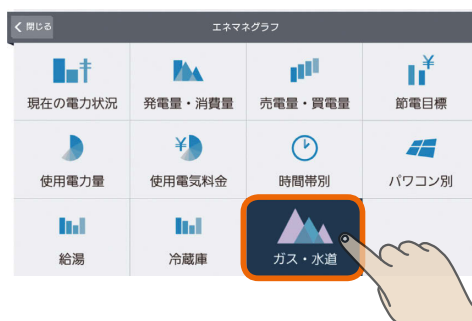 閉じる
エネマネグラフ
現在の電力状況
発電量・消費量
売電量・買電量
節電目標
使用電力量
使用電気料金
時間帯別
パワコン別
給湯
冷蔵庫
ガス・水道